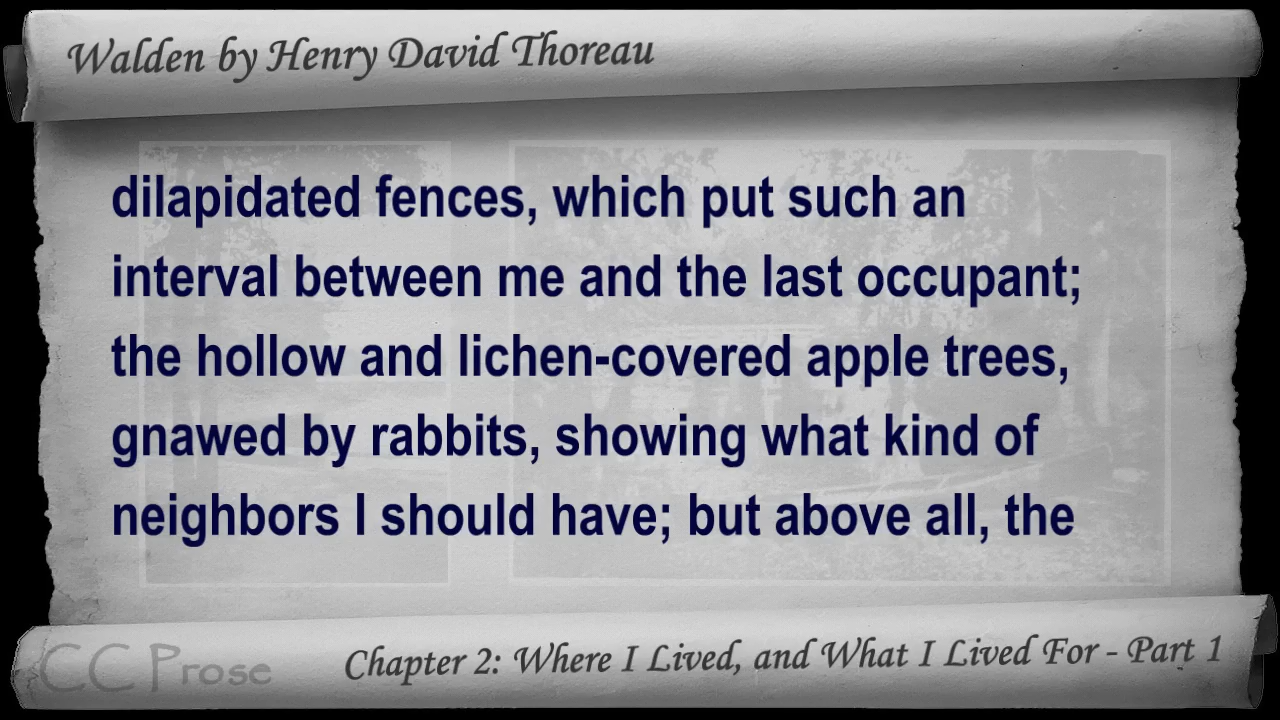 Walden by Henry David Thoreau
dilapidated fences, which put such an
interval between me and the last occupant;
the hollow and lichen-covered apple trees,
gnawed by rabbits, showing what kind of
neighbors I should have; but above all, the
CC Prose
Chapter 2: Where I Lived, and What I Lived For - Part 1